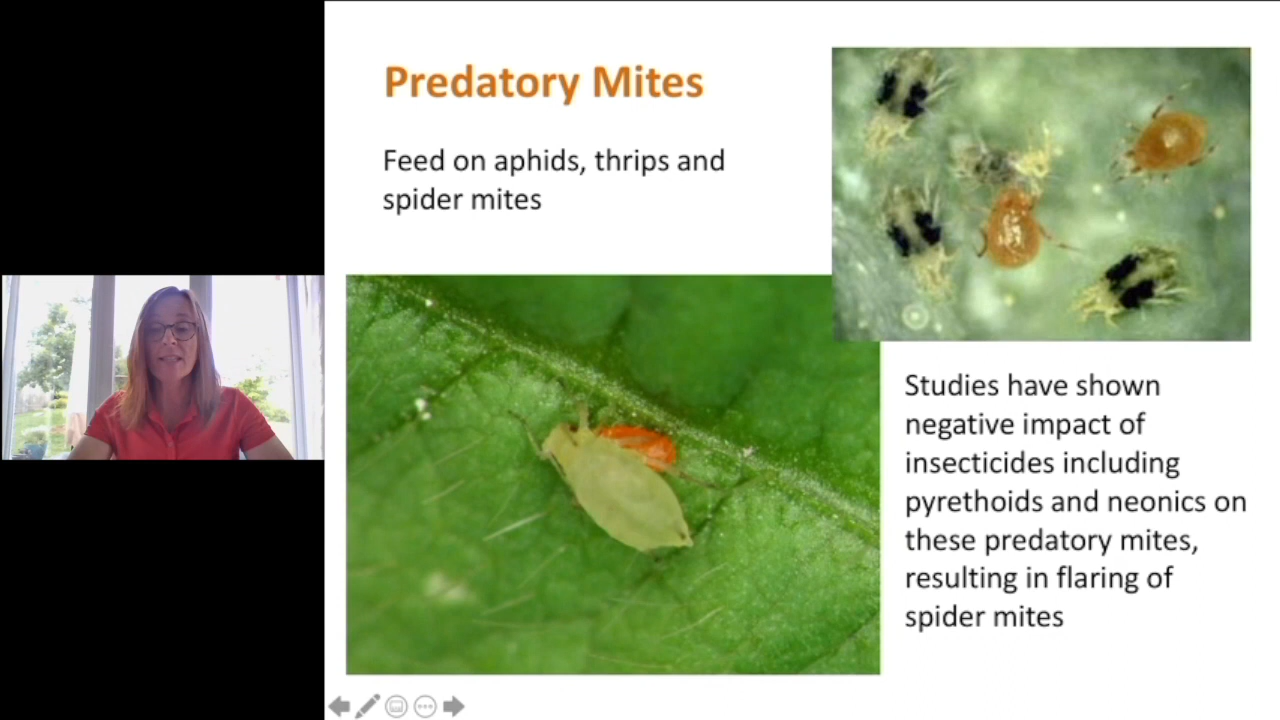 Predatory Mites
Feed on aphids, thrips and
spider mites
Studies have shown
negative impact of
insecticides including
pyrethoids and neonics on
these predatory mites,
resulting in flaring of
spider mites